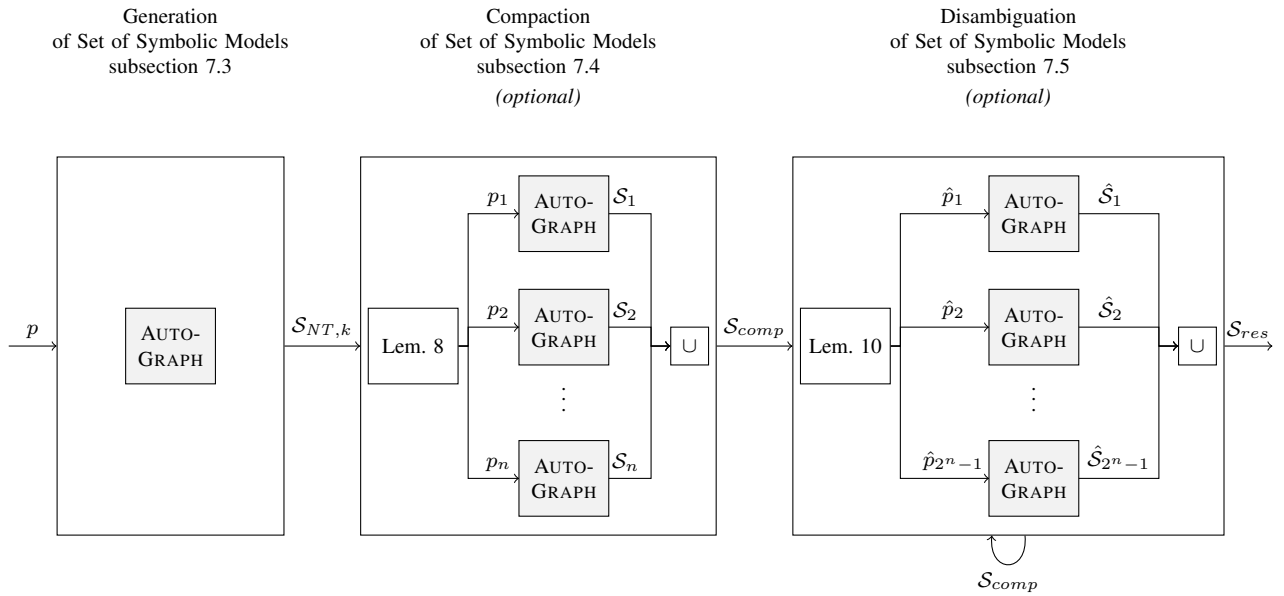 Generation
of Set of Symbolic Models
subsection 7.3
Compaction
of Set of Symbolic Models
subsection 7.4
(optional)
Disambiguation
of Set of Symbolic Models
subsection 7.5
(optional)
p
AUTO-
GRAPH
S_{NT,k}
Lem. 8
p_1
AUTO-
GRAPH
S_1
p_2
AUTO-
GRAPH
S_2
⋮
p_n
AUTO-
GRAPH
S_n
∪
S_{comp}
Lem. 10
p̂_1
AUTO-
GRAPH
Ŝ_1
p̂_2
AUTO-
GRAPH
Ŝ_2
⋮
p̂_{2^n-1}
AUTO-
GRAPH
Ŝ_{2^n-1}
∪
S_{res}
S_{comp}